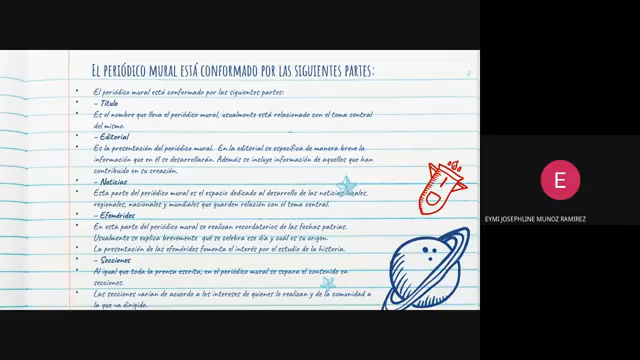 El periódico mural está conformado por las siguientes partes:
2
El periódico mural está conformado por las siguientes partes:
– Título
Es el nombre que lleva el periódico mural; usualmente está relacionado con el tema central
del mismo.
– Editorial
Es la presentación del periódico mural. En la editorial se especifica de manera breve la
información que en él se desarrollarán. Además se incluye información de aquellos que han
contribuido en su creación.
– Noticias
Esta parte del periódico mural es el espacio dedicado al desarrollo de las noticias locales,
regionales, nacionales y mundiales que guarden relación con el tema central.
– Efemérides
En esta parte del periódico mural se realizan recordatorios de las fechas patrias.
Usualmente se explica brevemente qué se celebra ese día y cuál es su origen.
La presentación de las efemérides fomenta el interés por el estudio de la historia.
– Secciones
Al igual que toda la prensa escrita, en el periódico mural se separa el contenido en
secciones.
Las secciones varían de acuerdo a los intereses de quienes lo realizan y de la comunidad a
la que va dirigido.
E
EYMI JOSEPHLINE MUNOZ RAMIREZ